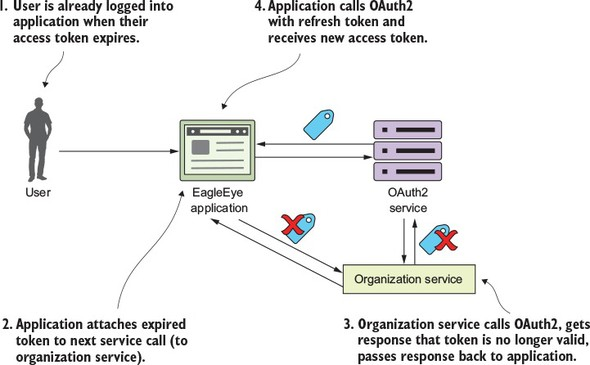 1. User is already logged into
application when their
access token expires.
4. Application calls OAuth2
with refresh token and
receives new access token.
User
EagleEye
application
OAuth2
service
Organization service
2. Application attaches expired
token to next service call (to
organization service).
3. Organization service calls OAuth2, gets
response that token is no longer valid,
passes response back to application.